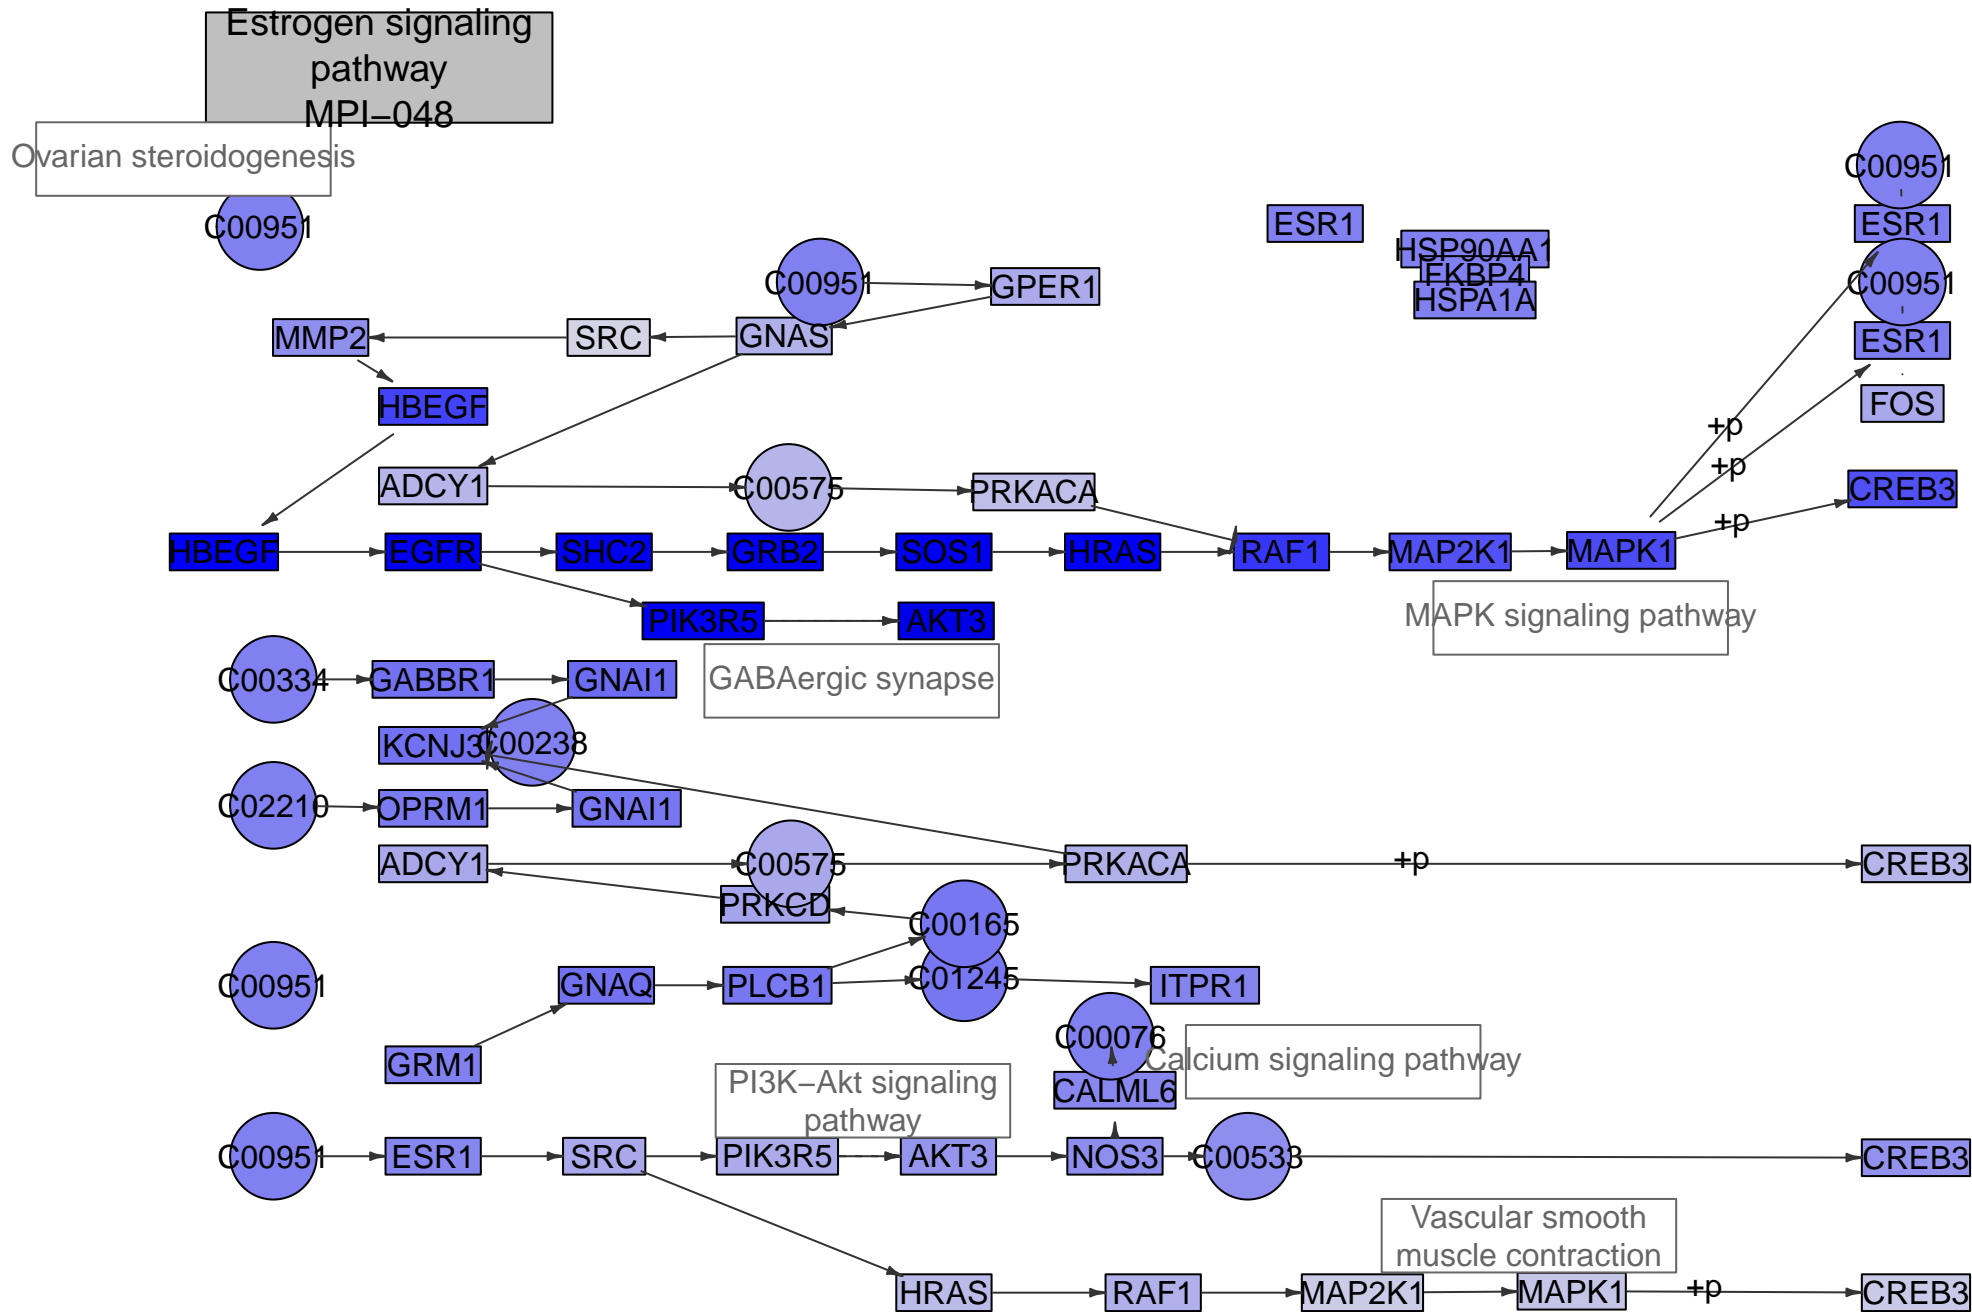 Estrogen signaling
pathway
MPI−048
Ovarian steroidogenesis
C00951
C00951
ESR1
ESR1
C00951
HSP90AA1
FKBP4
HSPA1A
C00951
GPER1
C00951
MMP2
SRC
GNAS
ESR1
HBEGF
FOS
+p
+p
ADCY1
C00575
PRKACA
CREB3
+p
HBEGF
EGFR
SHC2
GRB2
SOS1
HRAS
RAF1
MAP2K1
MAPK1
PIK3R5
AKT3
MAPK signaling pathway
C00334
GABBR1
GNAI1
GABAergic synapse
KCNJ3
C00238
C02210
OPRM1
GNAI1
ADCY1
C00575
PRKACA
+p
CREB3
PRKCD
C00165
C00951
GNAQ
PLCB1
C01245
ITPR1
C00076
Calcium signaling pathway
GRM1
PI3K−Akt signaling
pathway
CALML6
C00951
ESR1
SRC
PIK3R5
AKT3
NOS3
C00533
CREB3
Vascular smooth
muscle contraction
HRAS
RAF1
MAP2K1
MAPK1
+p
CREB3